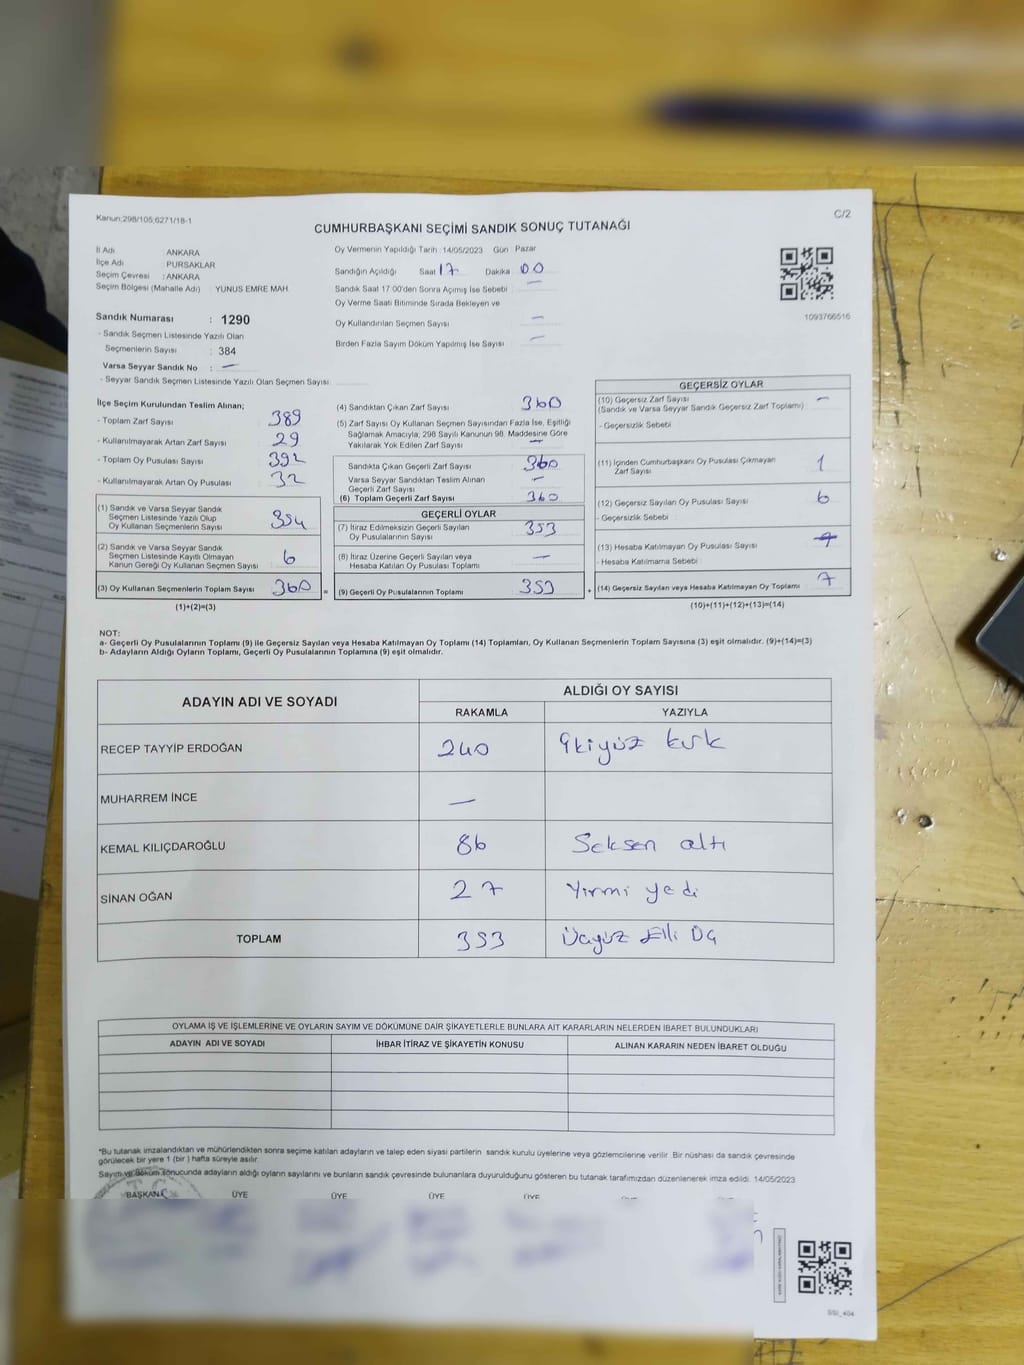 Kanun;298/105;6271/18-1
C/2
CUMHURBAŞKANI SEÇİMİ SANDIK SONUÇ TUTANAĞI
İl Adı : ANKARA
İlçe Adı : PURSAKLAR
Seçim Çevresi : ANKARA
Seçim Bölgesi (Mahalle Adı) : YUNUS EMRE MAH.
Sandık Numarası : 1290
- Sandık Seçmen Listesinde Yazılı Olan
Seçmenlerin Sayısı : 384
Varsa Seyyar Sandık No : —
- Seyyar Sandık Seçmen Listesinde Yazılı Olan Seçmen Sayısı:
Oy Vermenin Yapıldığı Tarih :14/05/2023 Gün : Pazar
Sandığın Açıldığı Saat 17 Dakika 00
Sandık Saat 17:00'den Sonra Açımış İse Sebebi : —
Oy Verme Saati Bitiminde Sırada Bekleyen ve
Oy Kullandırılan Seçmen Sayısı —
Birden Fazla Sayım Döküm Yapılmış İse Sayısı : —
1093766516
İlçe Seçim Kurulundan Teslim Alınan;
- Toplam Zarf Sayısı : 389
- Kullanılmayarak Artan Zarf Sayısı : 29
- Toplam Oy Pusulası Sayısı : 392
- Kullanılmayarak Artan Oy Pusulası : 32
(1) Sandık ve Varsa Seyyar Sandık
Seçmen Listesinde Yazılı Olup
Oy Kullanan Seçmenlerin Sayısı : 354
(2) Sandık ve Varsa Seyyar Sandık
Seçmen Listesinde Kayıtlı Olmayan
Kanun Gereği Oy Kullanan Seçmen Sayısı : 6
(3) Oy Kullanan Seçmenlerin Toplam Sayısı : 360
(1)+(2)=(3)
(4) Sandıktan Çıkan Zarf Sayısı : 360
(5) Zarf Sayısı Oy Kullanan Seçmen Sayısından Fazla İse, Eşitliği
Sağlamak Amacıyla, 298 Sayılı Kanunun 98. Maddesine Göre
Yakılarak Yok Edilen Zarf Sayısı : —
Sandıkta Çıkan Geçerli Zarf Sayısı : 360
Varsa Seyyar Sandıktan Teslim Alınan
Geçerli Zarf Sayısı : —
(6) Toplam Geçerli Zarf Sayısı : 360
GEÇERLİ OYLAR
(7) İtiraz Edilmeksizin Geçerli Sayılan
Oy Pusulalarının Sayısı : 353
(8) İtiraz Üzerine Geçerli Sayılan veya
Hesaba Katılan Oy Pusulası Toplamı : —
(9) Geçerli Oy Pusulalarının Toplamı : 353
GEÇERSİZ OYLAR
(10) Geçersiz Zarf Sayısı : —
(Sandık ve Varsa Seyyar Sandık Geçersiz Zarf Toplamı)
- Geçersizlik Sebebi :
(11) İçinden Cumhurbaşkanı Oy Pusulası Çıkmayan
Zarf Sayısı : 1
(12) Geçersiz Sayılan Oy Pusulası Sayısı : 6
- Geçersizlik Sebebi :
(13) Hesaba Katılmayan Oy Pusulası Sayısı :
- Hesaba Katılmama Sebebi :
(14) Geçersiz Sayılan veya Hesaba Katılmayan Oy Toplamı : 7
(10)+(11)+(12)+(13)=(14)
NOT:
a- Geçerli Oy Pusulalarının Toplamı (9) ile Geçersiz Sayılan veya Hesaba Katılmayan Oy Toplamı (14) Toplamları, Oy Kullanan Seçmenlerin Toplam Sayısına (3) eşit olmalıdır. (9)+(14)=(3)
b- Adayların Aldığı Oyların Toplamı, Geçerli Oy Pusulalarının Toplamına (9) eşit olmalıdır.
ADAYIN ADI VE SOYADI ALDIĞI OY SAYISI
RAKAMLA YAZIYLA
RECEP TAYYİP ERDOĞAN 240 İkiyüz kırk
MUHARREM İNCE —
KEMAL KILIÇDAROĞLU 86 Seksen altı
SİNAN OĞAN 27 Yirmi yedi
TOPLAM 353 Üçyüz Elli Üç
OYLAMA İŞ VE İŞLEMLERİNE VE OYLARIN SAYIM VE DÖKÜMÜNE DAİR ŞİKAYETLERLE BUNLARA AİT KARARLARIN NELERDEN İBARET BULUNDUKLARI
ADAYIN ADI VE SOYADI İHBAR İTİRAZ VE ŞİKAYETİN KONUSU ALINAN KARARIN NEDEN İBARET OLDUĞU
*Bu tutanak imzalandıktan ve mühürlendikten sonra seçime katılan adayların ve talep eden siyasi partilerin sandık kurulu üyelerine veya gözlemcilerine verilir. Bir nüshası da sandık çevresinde
görülecek bir yere 1 (bir ) hafta süreyle asılır.
Sayım ve döküm sonucunda adayların aldığı oyların sayılarını ve bunların sandık çevresinde bulunanlara duyurulduğunu gösteren bu tutanak tarafımızdan düzenlenerek imza edildi. 14/05/2023
BAŞKAN ÜYE ÜYE ÜYE ÜYE
SSI_404